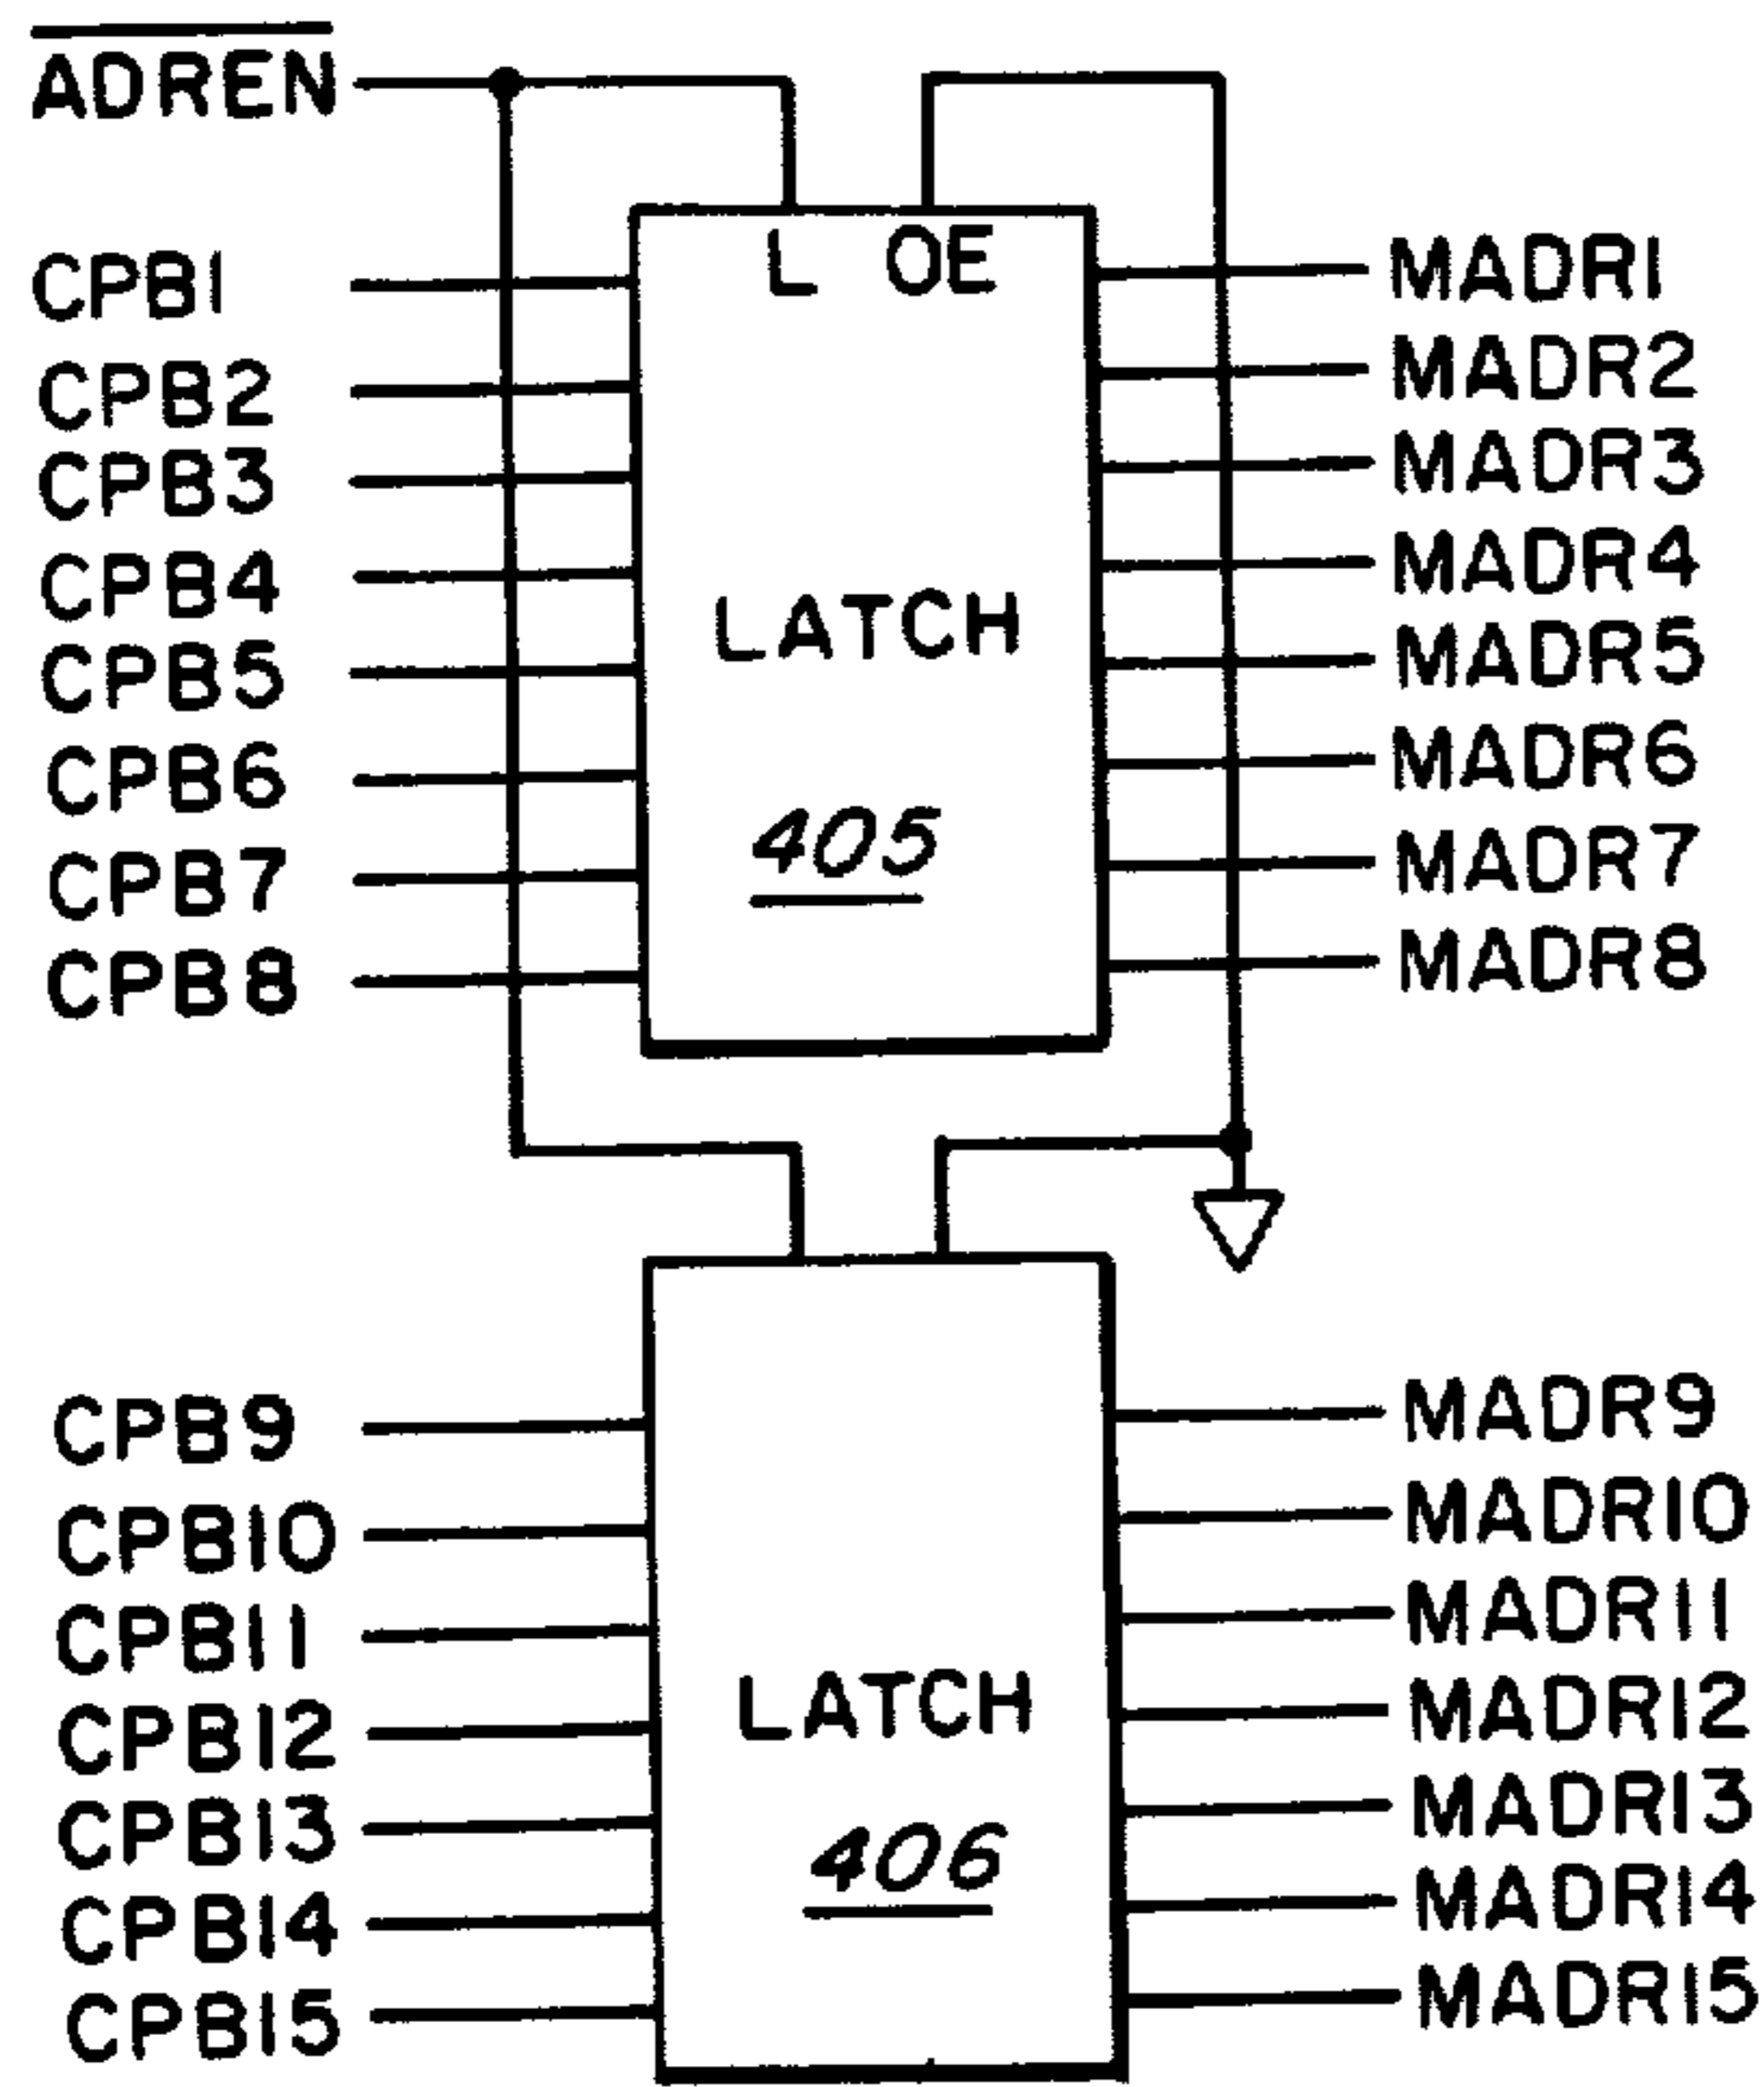 ADREN
L OE
CPB1 MADR1
CPB2 MADR2
CPB3 MADR3
CPB4 MADR4
LATCH
CPB5 MADR5
CPB6 MADR6
405
CPB7 MADR7
CPB8 MADR8
CPB9 MADR9
CPB10 MADR10
CPB11 MADR11
LATCH
CPB12 MADR12
CPB13 MADR13
406
CPB14 MADR14
CPB15 MADR15